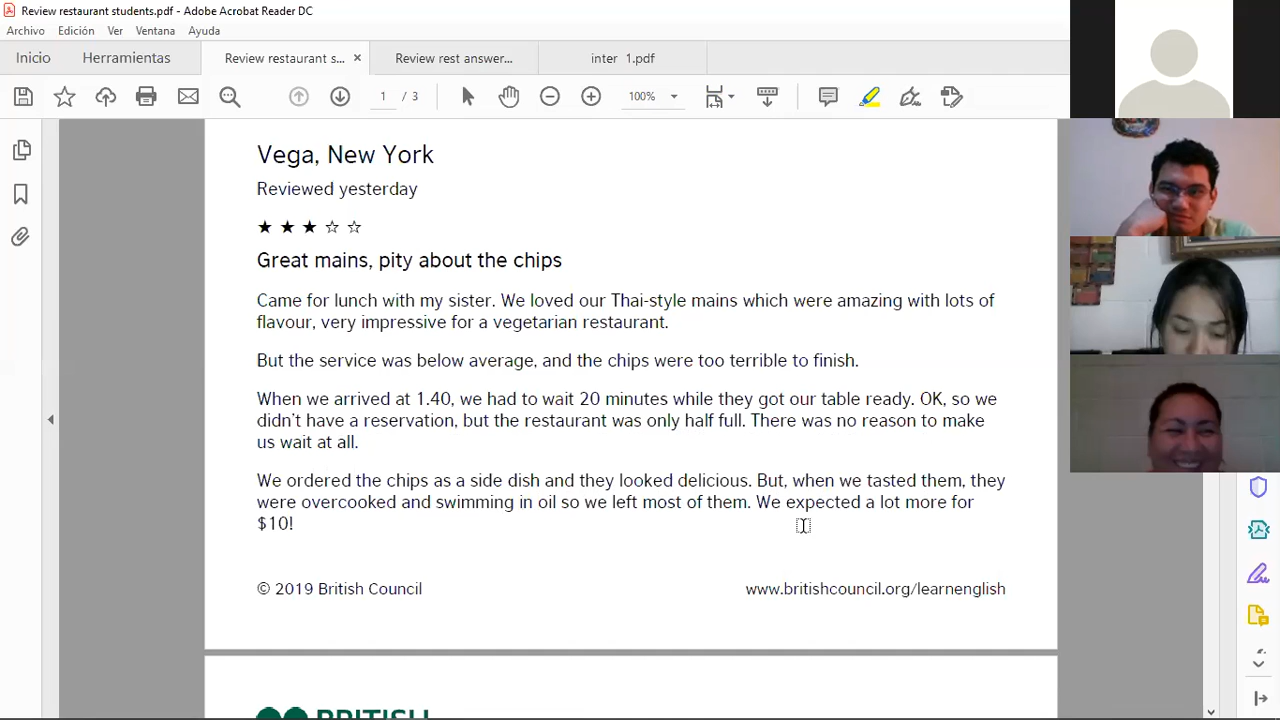 Review restaurant students.pdf - Adobe Acrobat Reader DC
Archivo Edición Ver Ventana Ayuda
Inicio Herramientas Review restaurant s... × Review rest answer... inter 1.pdf
1 / 3 100%
Vega, New York
Reviewed yesterday
★ ★ ★ ☆ ☆
Great mains, pity about the chips
Came for lunch with my sister. We loved our Thai-style mains which were amazing with lots of
flavour, very impressive for a vegetarian restaurant.
But the service was below average, and the chips were too terrible to finish.
When we arrived at 1.40, we had to wait 20 minutes while they got our table ready. OK, so we
didn't have a reservation, but the restaurant was only half full. There was no reason to make
us wait at all.
We ordered the chips as a side dish and they looked delicious. But, when we tasted them, they
were overcooked and swimming in oil so we left most of them. We expected a lot more for
$10!
© 2019 British Council www.britishcouncil.org/learnenglish
BRITISH